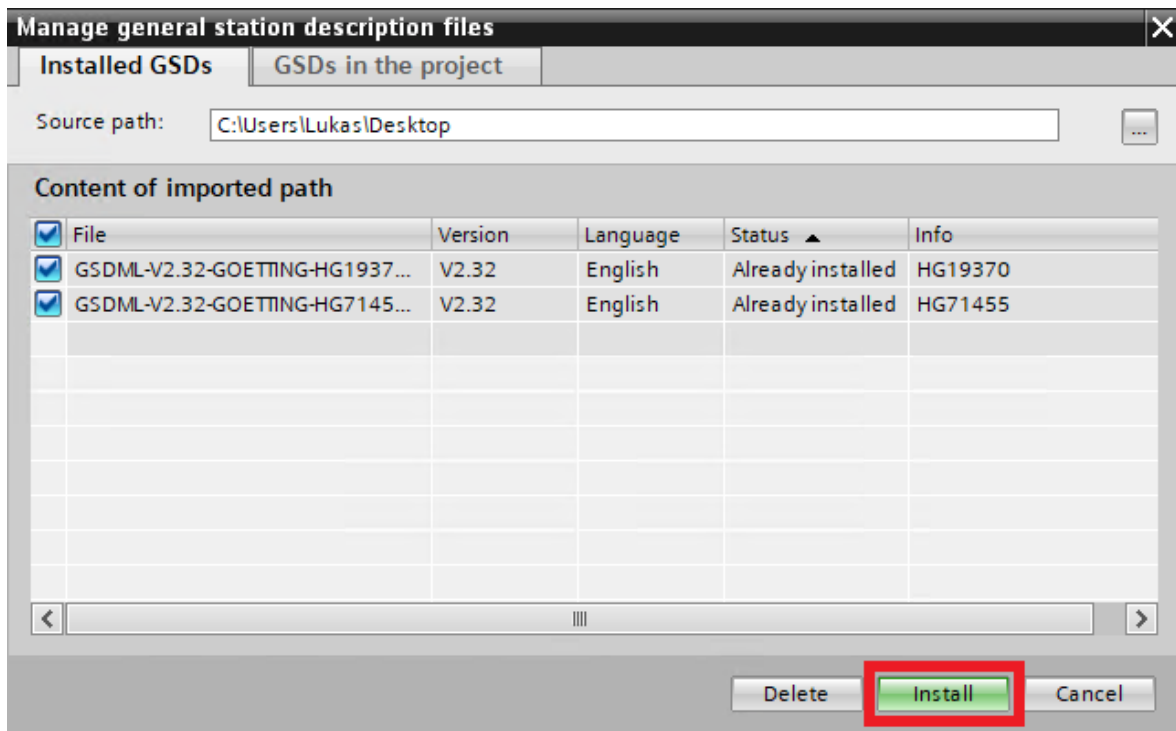 Manage general station description files
Installed GSDs GSDs in the project
Source path: C:\Users\Lukas\Desktop ...
Content of imported path
File Version Language Status Info
GSDML-V2.32-GOETTING-HG1937... V2.32 English Already installed HG19370
GSDML-V2.32-GOETTING-HG7145... V2.32 English Already installed HG71455
Delete Install Cancel